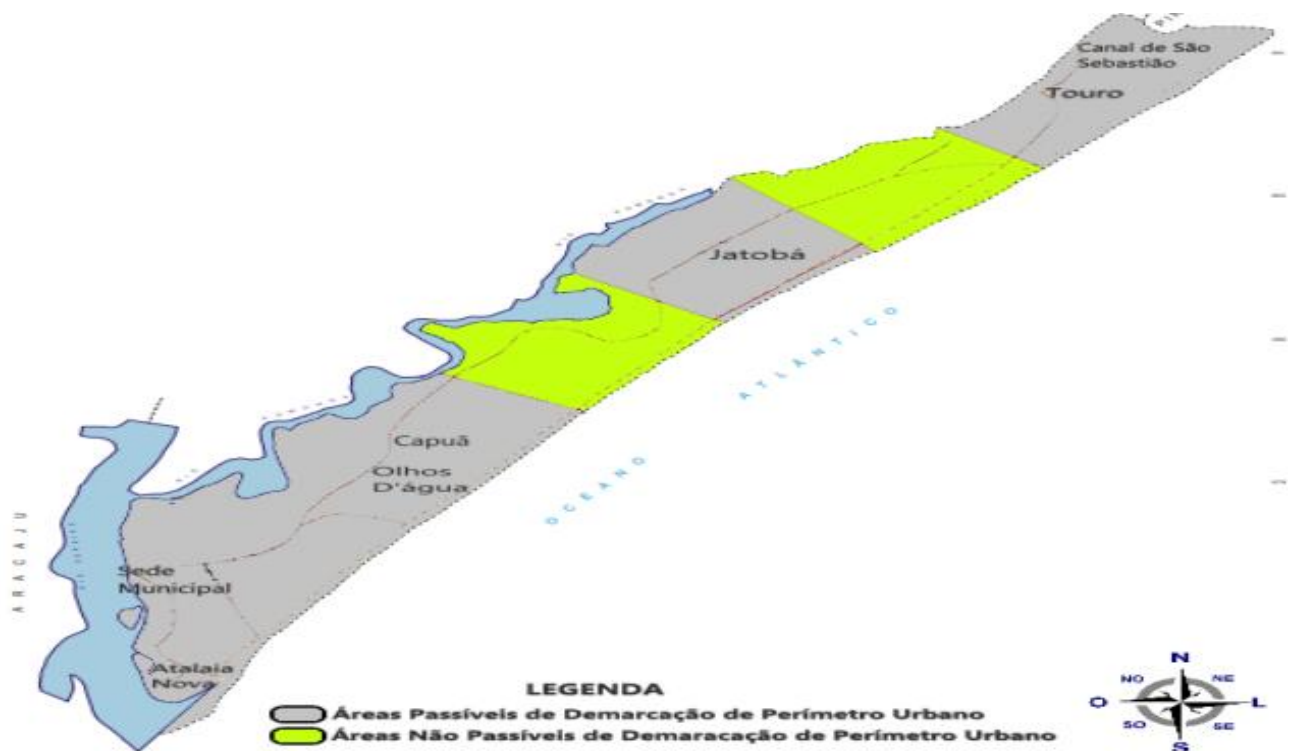 Canal de São
Sebastião
Touro
Jatobá
OCEANO ATLÂNTICO
Capuã
Olhos
D'água
ARACAJU
Sede
Municipal
Atalaia
Nova
LEGENDA
Áreas Passíveis de Demarcação de Perímetro Urbano
Áreas Não Passíveis de Demaracação de Perímetro Urbano
N
NO
NE
O
L
SO
SE
S